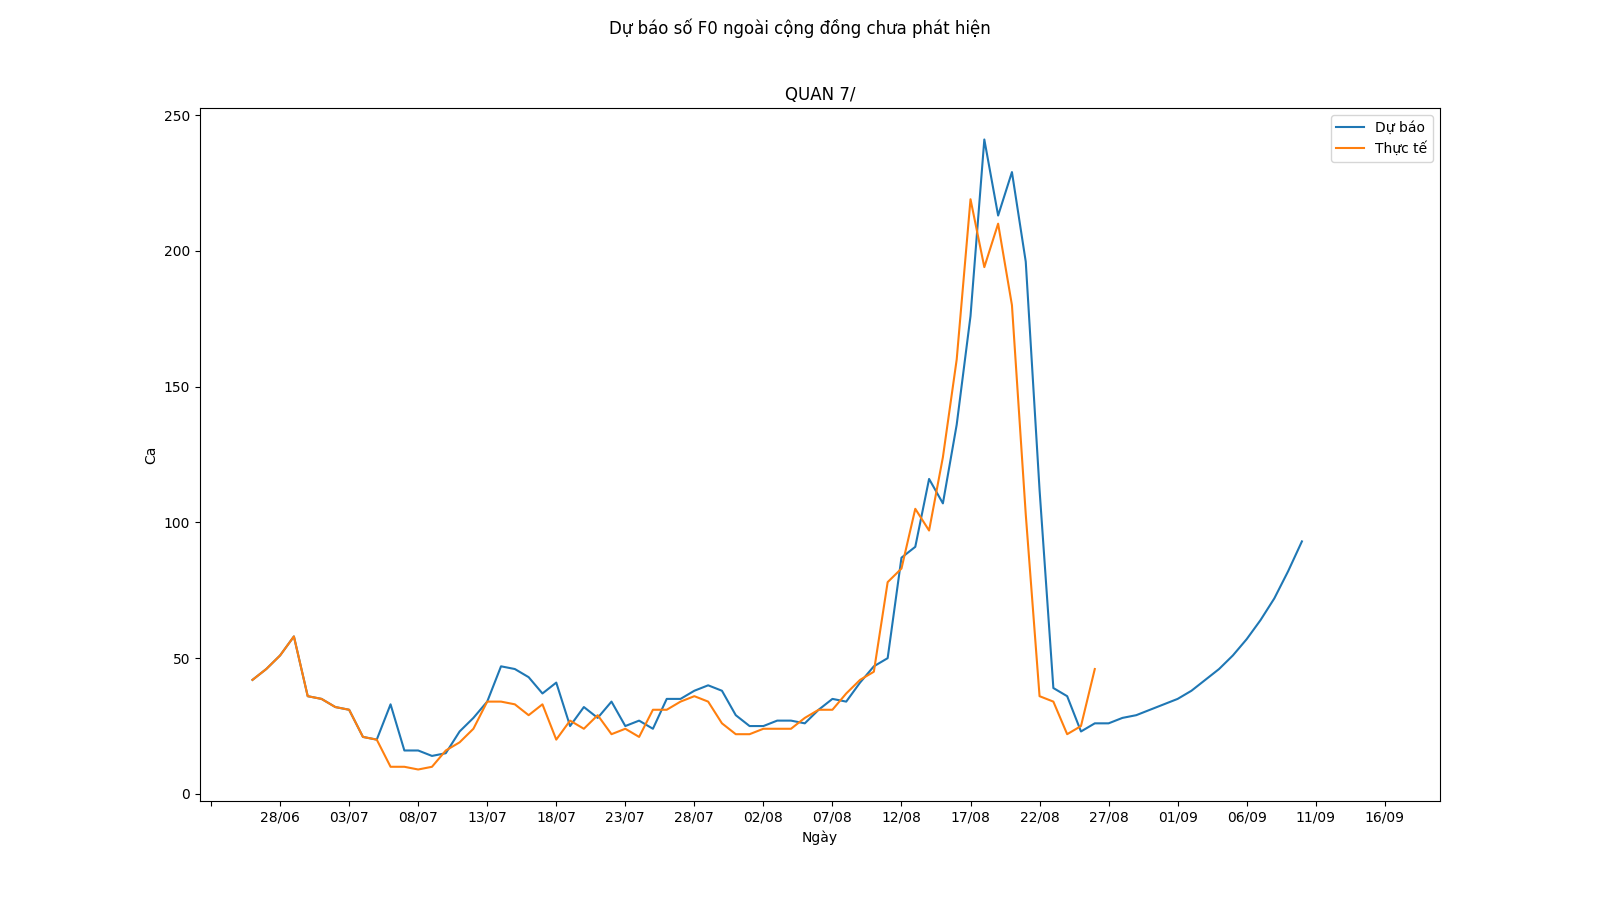 Dự báo số F0 ngoài cộng đồng chưa phát hiện
QUAN 7/
Dự báo
Thực tế
Ca
250
200
150
100
50
0
28/06 03/07 08/07 13/07 18/07 23/07 28/07 02/08 07/08 12/08 17/08 22/08 27/08 01/09 06/09 11/09 16/09
Ngày